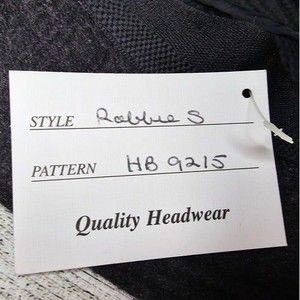 STYLE Robbie S
PATTERN HB 9215
Quality Headwear